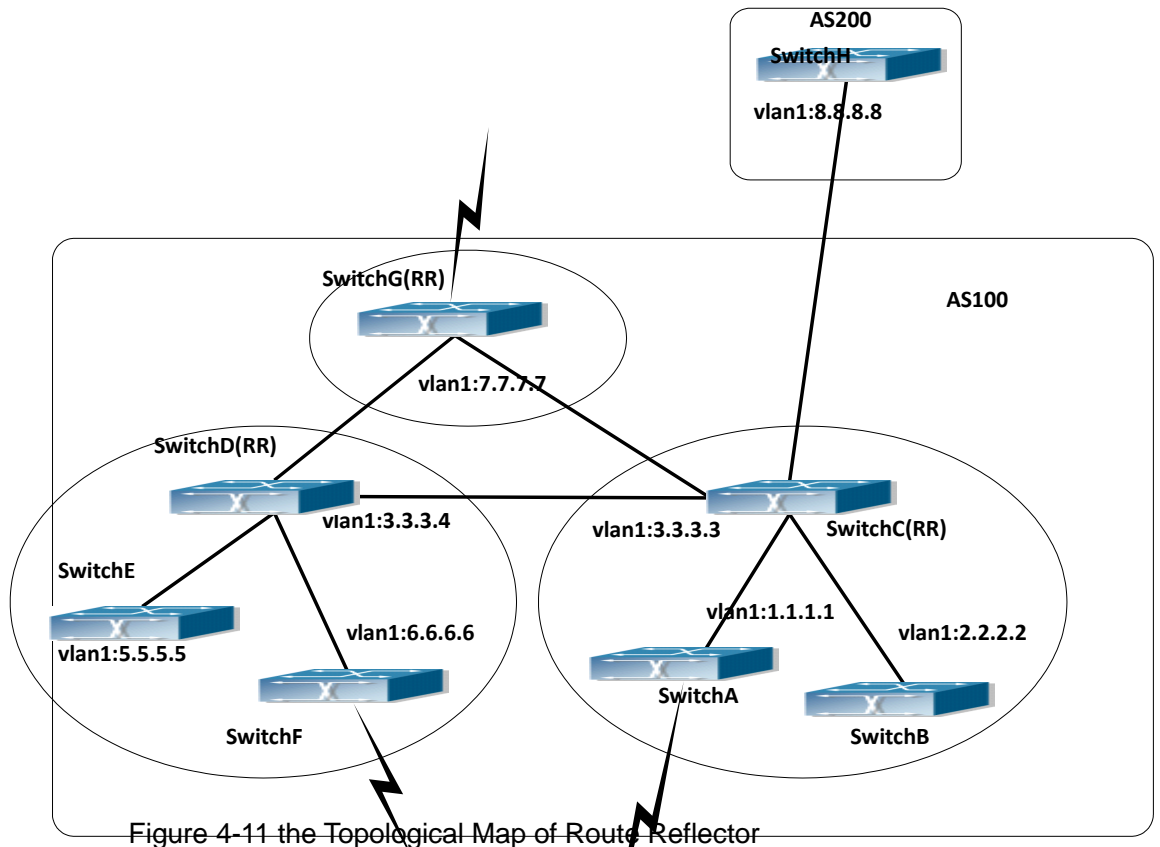 AS200
SwitchH
vlan1:8.8.8.8
SwitchG(RR)
AS100
vlan1:7.7.7.7
SwitchD(RR)
vlan1:3.3.3.4
vlan1:3.3.3.3
SwitchC(RR)
SwitchE
vlan1:5.5.5.5
vlan1:6.6.6.6
vlan1:1.1.1.1
vlan1:2.2.2.2
SwitchA
SwitchF
SwitchB
Figure 4-11 the Topological Map of Route Reflector